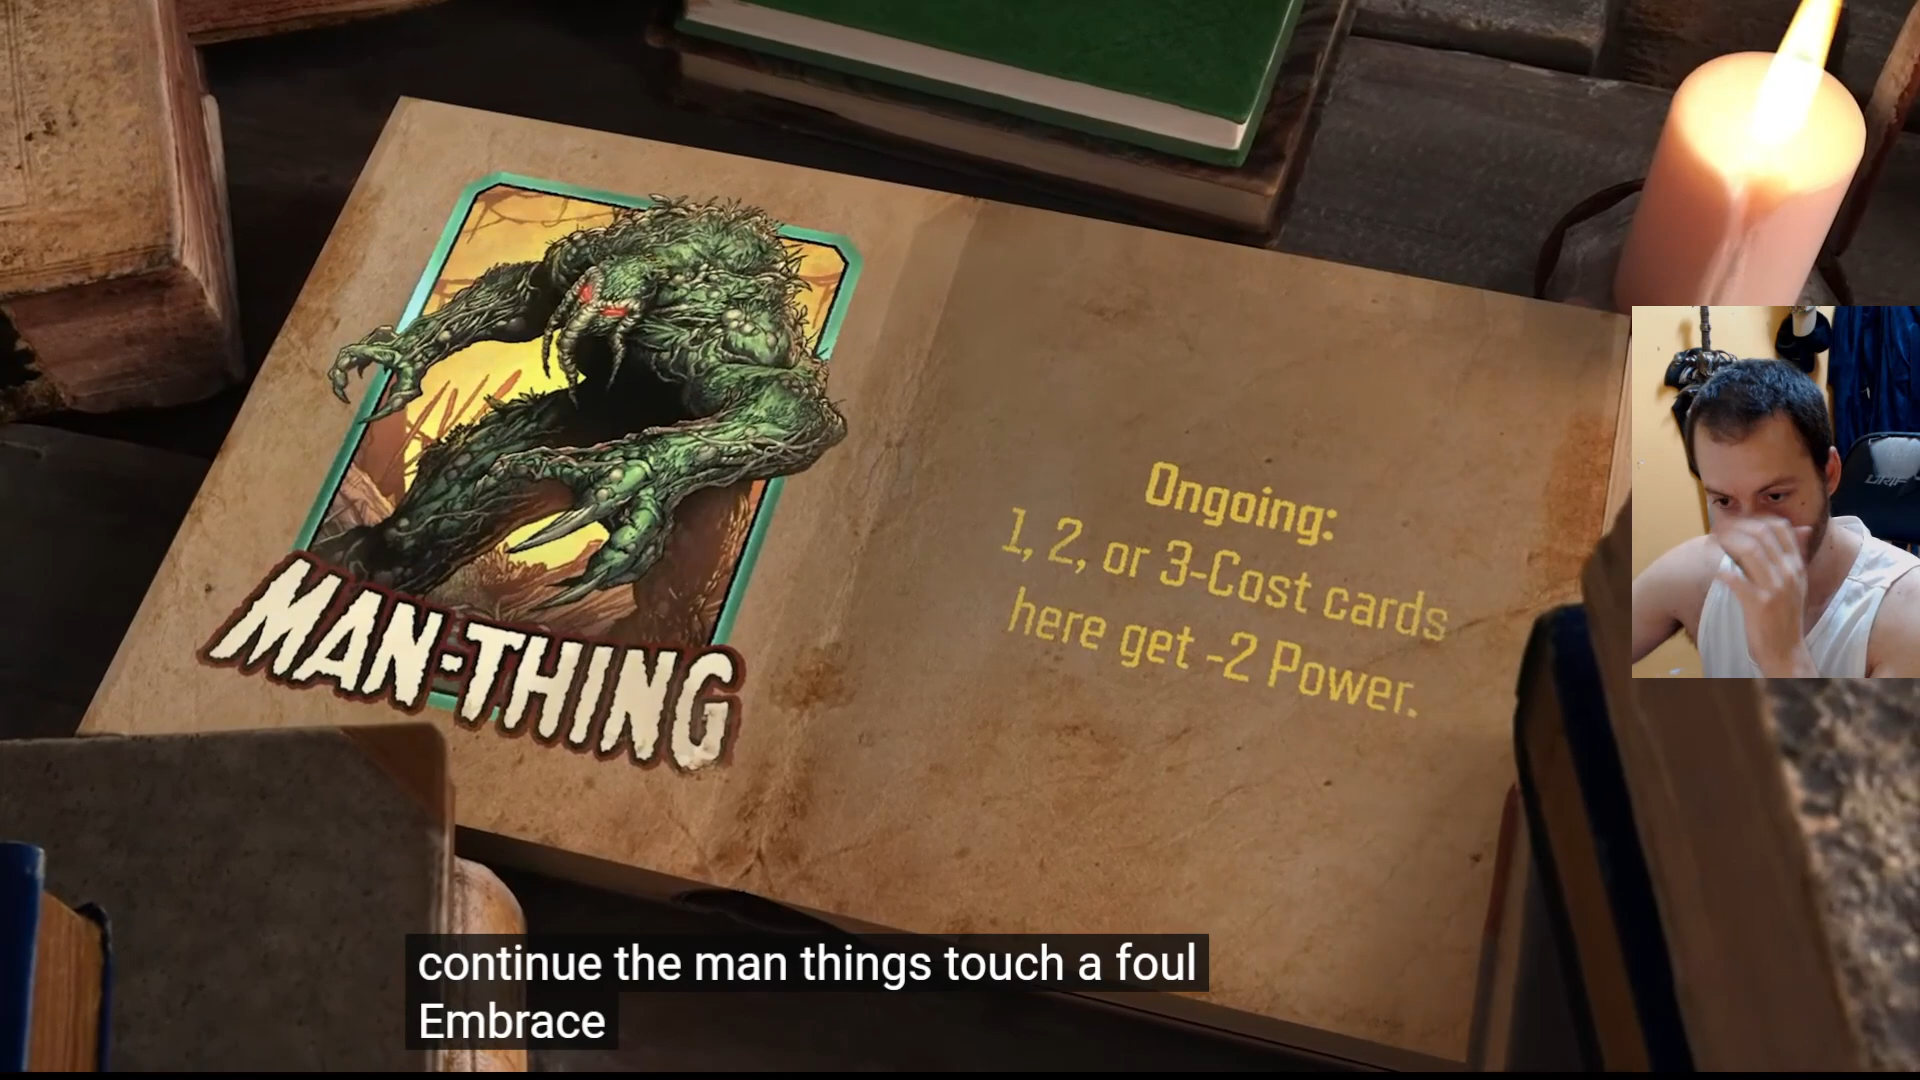 MAN-THING
Ongoing:
1, 2, or 3-Cost cards
here get -2 Power.
continue the man things touch a foul
Embrace